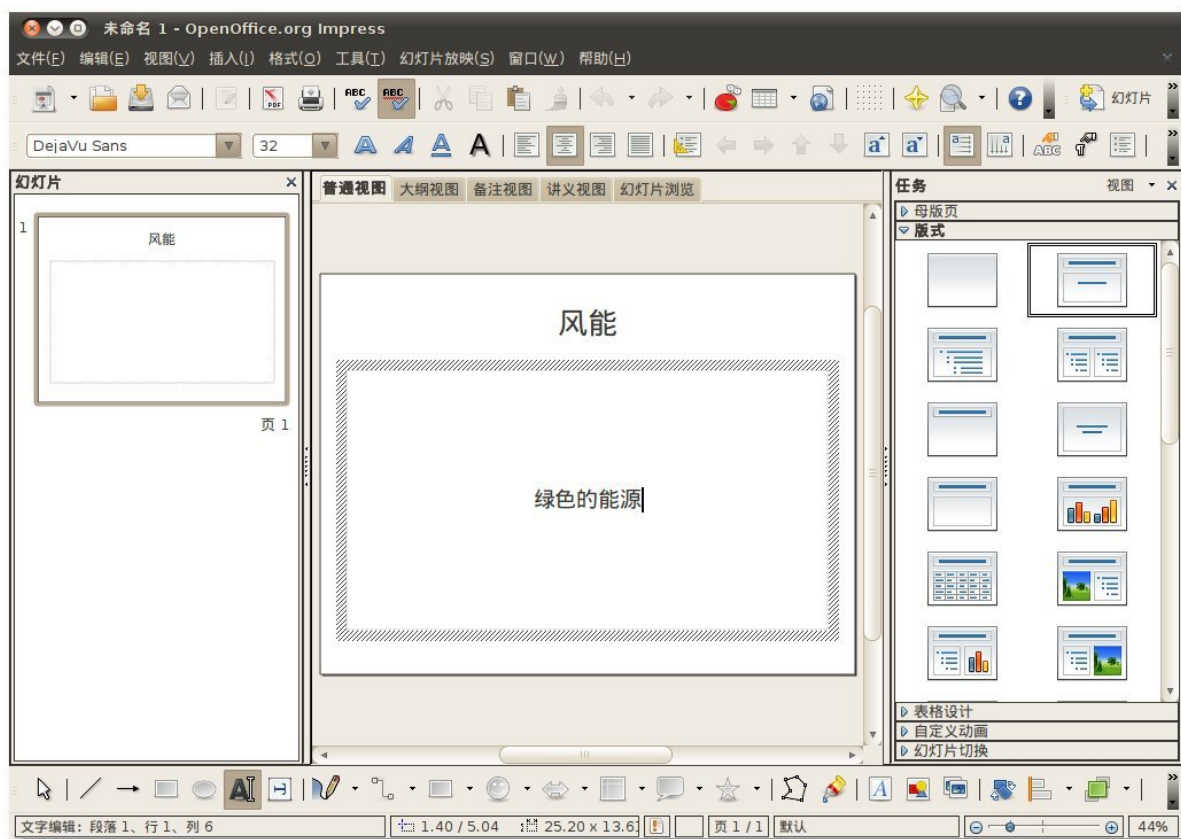 未命名 1 - OpenOffice.org Impress
文件(F) 编辑(E) 视图(V) 插入(I) 格式(O) 工具(T) 幻灯片放映(S) 窗口(W) 帮助(H)
PDF ABC ABC 幻灯片
DejaVu Sans 32 A A A A a a a a ABC
幻灯片
普通视图 大纲视图 备注视图 讲义视图 幻灯片浏览
任务 视图
母版页
版式
1
风能
页 1
风能
绿色的能源
表格设计
自定义动画
幻灯片切换
文字编辑: 段落 1、行 1、列 6 1.40 / 5.04 25.20 x 13.6 页 1 / 1 默认 44%